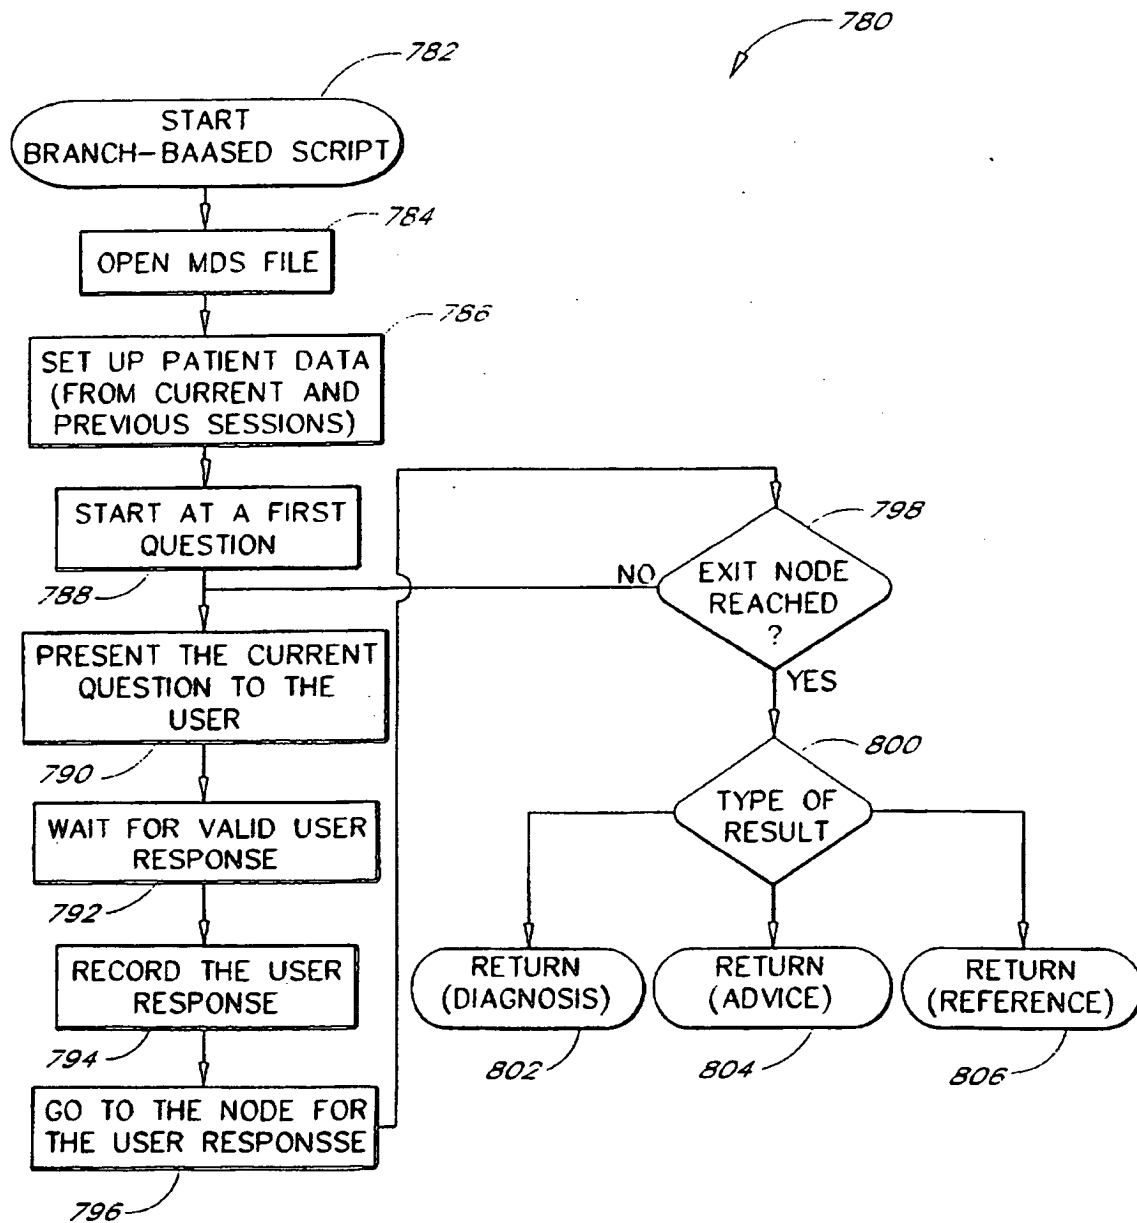 780
782
START
BRANCH-BAASED SCRIPT
784
OPEN MDS FILE
786
SET UP PATIENT DATA
(FROM CURRENT AND
PREVIOUS SESSIONS)
START AT A FIRST
QUESTION
788
PRESENT THE CURRENT
QUESTION TO THE
USER
790
WAIT FOR VALID USER
RESPONSE
792
RECORD THE USER
RESPONSE
794
GO TO THE NODE FOR
THE USER RESPONSSE
796
798
EXIT NODE
REACHED
?
NO
YES
800
TYPE OF
RESULT
RETURN
(DIAGNOSIS)
802
RETURN
(ADVICE)
804
RETURN
(REFERENCE)
806